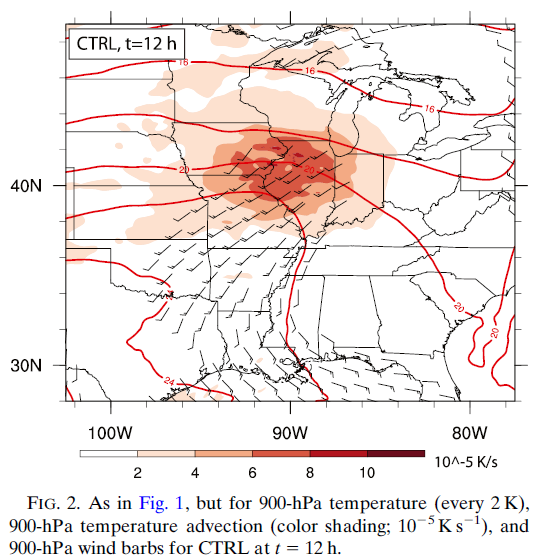 CTRL, t=12 h
16
16
16
20
20
40N
20
20
24
24
30N
100W
90W
80W
2
4
6
8
10
10^-5 K/s
FIG. 2. As in Fig. 1, but for 900-hPa temperature (every 2 K),
900-hPa temperature advection (color shading; 10⁻⁵ K s⁻¹), and
900-hPa wind barbs for CTRL at t = 12 h.